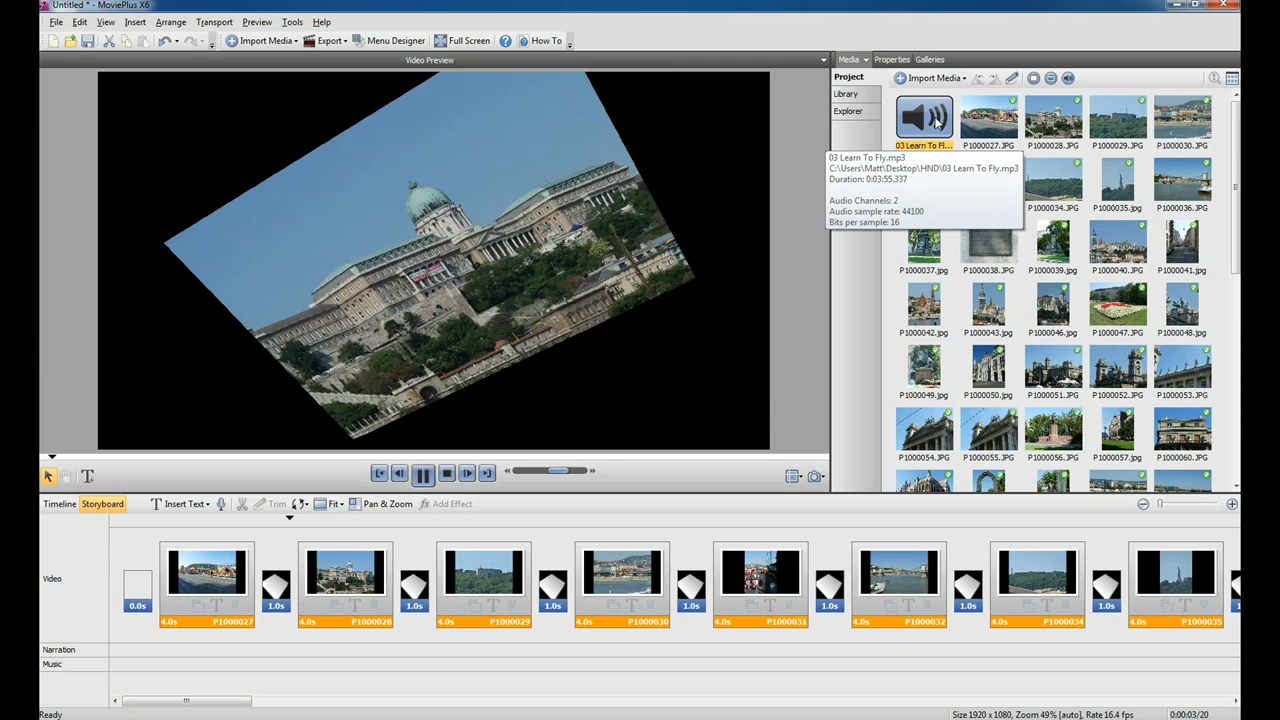 Untitled * - MoviePlus X6
File Edit View Insert Arrange Transport Preview Tools Help
Import Media Export Menu Designer Full Screen How To
Video Preview
Media Properties Galleries
Project
Library
Explorer
Import Media
03 Learn To Fl... P1000027.JPG P1000028.JPG P1000029.JPG P1000030.JPG
03 Learn To Fly.mp3
C:\Users\Matt\Desktop\HND\03 Learn To Fly.mp3
Duration: 0:03:55.337
Audio Channels: 2
Audio sample rate: 44100
Bits per sample: 16
P1000034.JPG P1000035.jpg P1000036.JPG
P1000037.JPG P1000038.JPG P1000039.jpg P1000040.JPG P1000041.jpg
P1000042.jpg P1000043.jpg P1000046.jpg P1000047.JPG P1000048.jpg
P1000049.jpg P1000050.jpg P1000051.JPG P1000052.JPG P1000053.JPG
P1000054.JPG P1000055.JPG P1000056.JPG P1000057.jpg P1000060.JPG
Timeline Storyboard T Insert Text Trim Fit Pan & Zoom fx Add Effect
Video
0.0s 1.0s 1.0s 1.0s 1.0s 1.0s 1.0s 1.0s 1
4.0s P1000027 4.0s P1000028 4.0s P1000029 4.0s P1000030 4.0s P1000031 4.0s P1000032 4.0s P1000034 4.0s P1000035
Narration
Music
Ready
Size 1920 x 1080, Zoom 49% [auto], Rate 16.4 fps 0:00:03/20